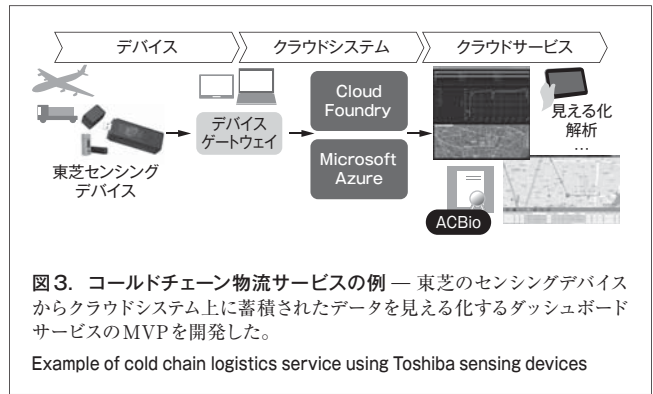 デバイス
クラウドシステム
クラウドサービス
東芝センシング
デバイス
デバイス
ゲートウェイ
Cloud
Foundry
Microsoft
Azure
見える化
解析
…
ACBio
図3. コールドチェーン物流サービスの例 — 東芝のセンシングデバイス
からクラウドシステム上に蓄積されたデータを見える化するダッシュボード
サービスのMVPを開発した。
Example of cold chain logistics service using Toshiba sensing devices